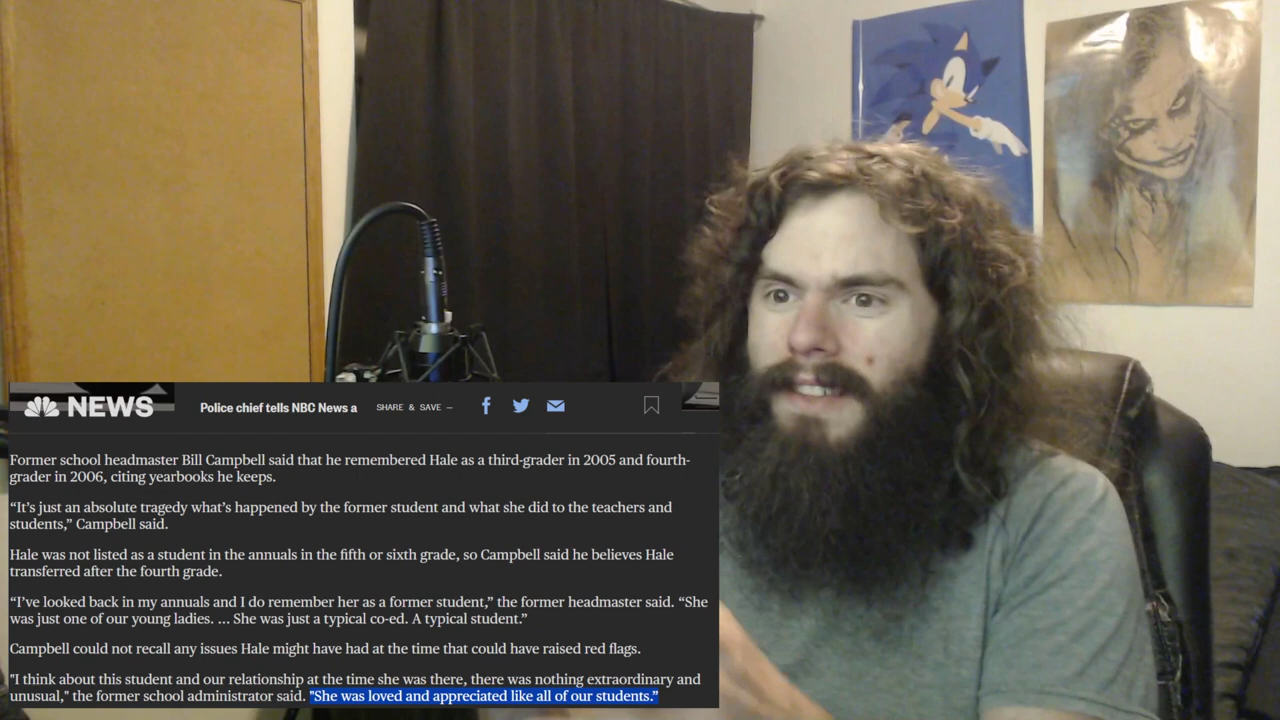 NEWS
Police chief tells NBC News a
SHARE & SAVE —
Former school headmaster Bill Campbell said that he remembered Hale as a third-grader in 2005 and fourth-
grader in 2006, citing yearbooks he keeps.
“It’s just an absolute tragedy what’s happened by the former student and what she did to the teachers and
students,” Campbell said.
Hale was not listed as a student in the annuals in the fifth or sixth grade, so Campbell said he believes Hale
transferred after the fourth grade.
“I’ve looked back in my annuals and I do remember her as a former student,” the former headmaster said. “She
was just one of our young ladies. ... She was just a typical co-ed. A typical student.”
Campbell could not recall any issues Hale might have had at the time that could have raised red flags.
"I think about this student and our relationship at the time she was there, there was nothing extraordinary and
unusual," the former school administrator said. "She was loved and appreciated like all of our students.”